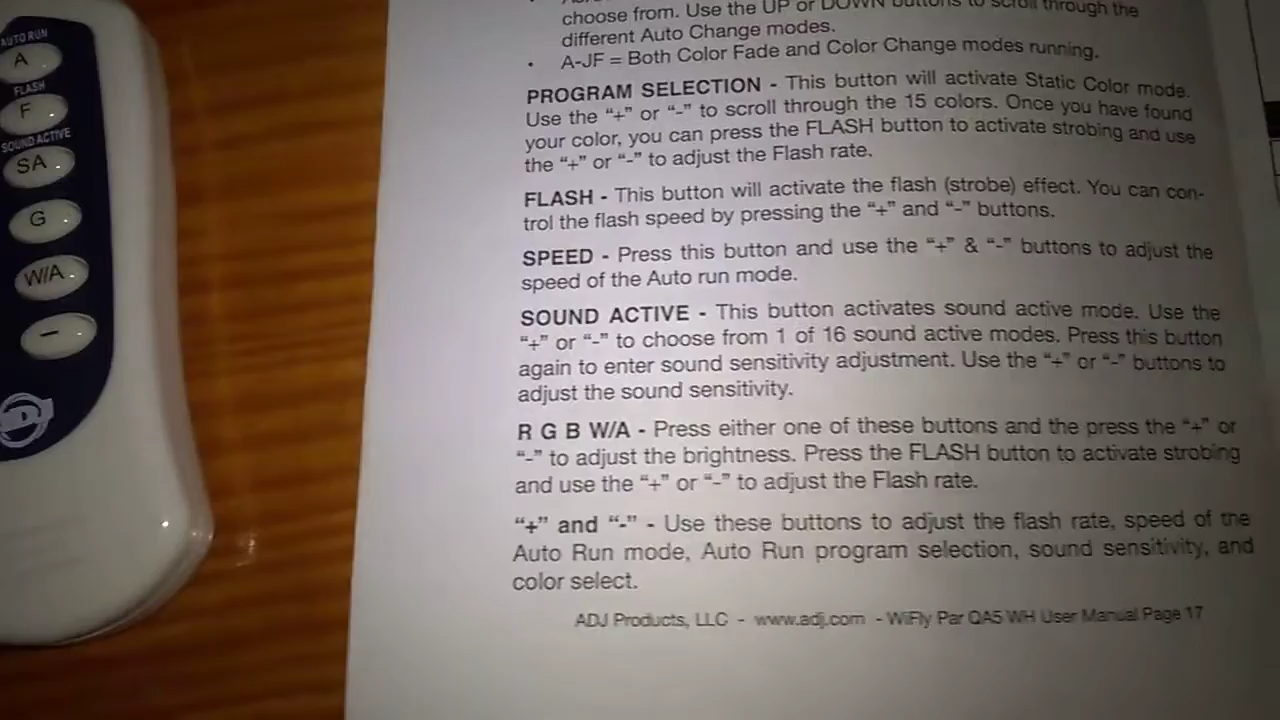 AUTO RUN
A
FLASH
F
SOUND ACTIVE
SA
G
W/A
-
choose from. Use the UP or DOWN buttons to scroll through the
different Auto Change modes.
• A-JF = Both Color Fade and Color Change modes running.
PROGRAM SELECTION - This button will activate Static Color mode.
Use the “+” or “-” to scroll through the 15 colors. Once you have found
your color, you can press the FLASH button to activate strobing and use
the “+” or “-” to adjust the Flash rate.
FLASH - This button will activate the flash (strobe) effect. You can con-
trol the flash speed by pressing the “+” and “-” buttons.
SPEED - Press this button and use the “+” & “-” buttons to adjust the
speed of the Auto run mode.
SOUND ACTIVE - This button activates sound active mode. Use the
“+” or “-” to choose from 1 of 16 sound active modes. Press this button
again to enter sound sensitivity adjustment. Use the “+” or “-” buttons to
adjust the sound sensitivity.
R G B W/A - Press either one of these buttons and the press the “+” or
“-” to adjust the brightness. Press the FLASH button to activate strobing
and use the “+” or “-” to adjust the Flash rate.
“+” and “-” - Use these buttons to adjust the flash rate, speed of the
Auto Run mode, Auto Run program selection, sound sensitivity, and
color select.
ADJ Products, LLC - www.adj.com - WiFly Par QA5 WH User Manual Page 17